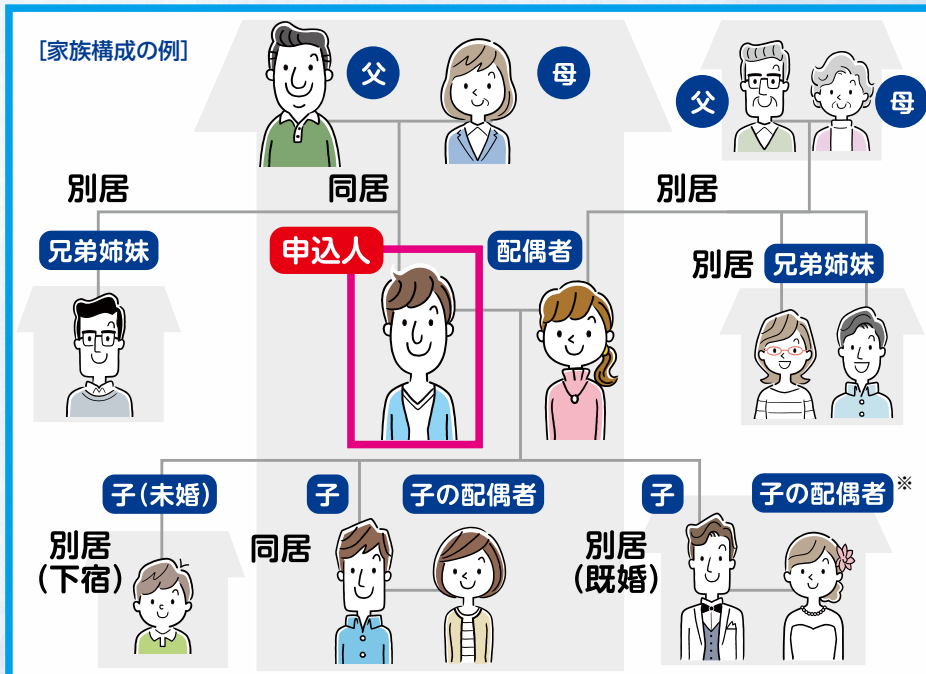 [家族構成の例]
父
母
父
母
別居
同居
別居
兄弟姉妹
申込人
配偶者
別居
兄弟姉妹
子(未婚)
子
子の配偶者
子
子の配偶者※
別居
(下宿)
同居
別居
(既婚)